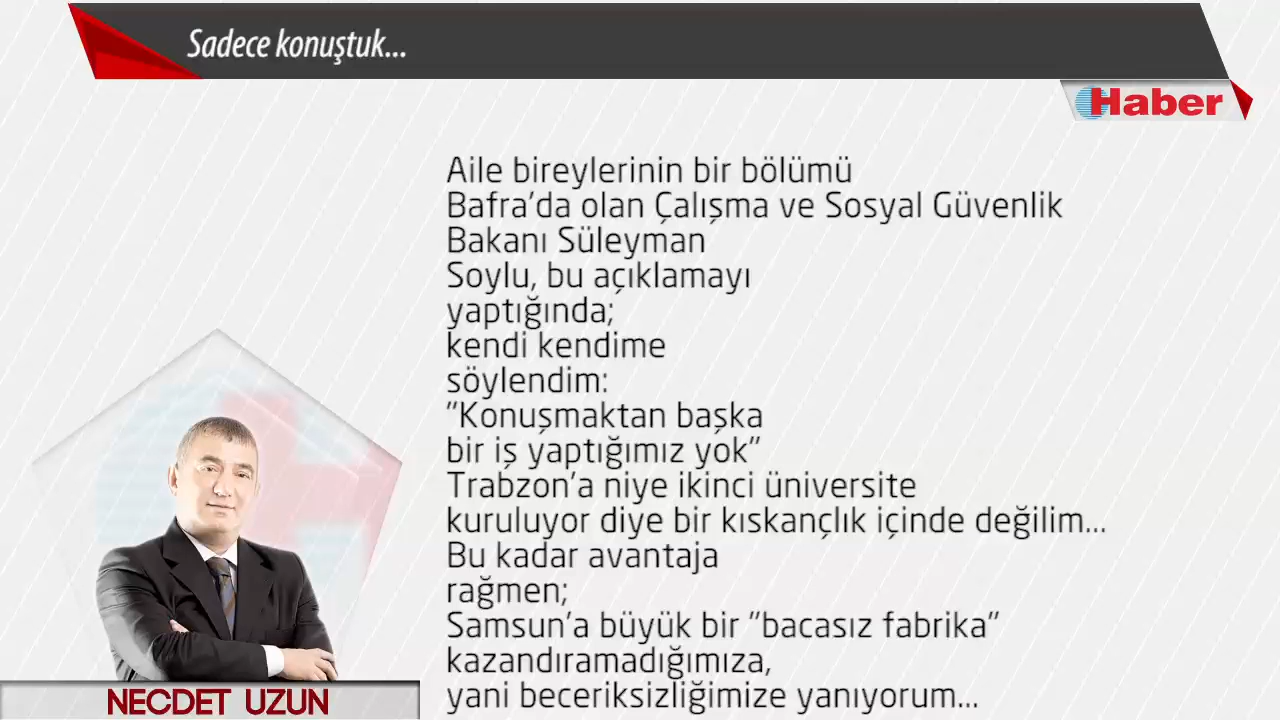 Sadece konuştuk...
Haber
Aile bireylerinin bir bölümü
Bafra'da olan Çalışma ve Sosyal Güvenlik
Bakanı Süleyman
Soylu, bu açıklamayı
yaptığında;
kendi kendime
söylendim:
"Konuşmaktan başka
bir iş yaptığımız yok"
Trabzon'a niye ikinci üniversite
kuruluyor diye bir kıskançlık içinde değilim...
Bu kadar avantaja
rağmen;
Samsun'a büyük bir "bacasız fabrika"
kazandıramadığımıza,
yani beceriksizliğimize yanıyorum...
NECDET UZUN